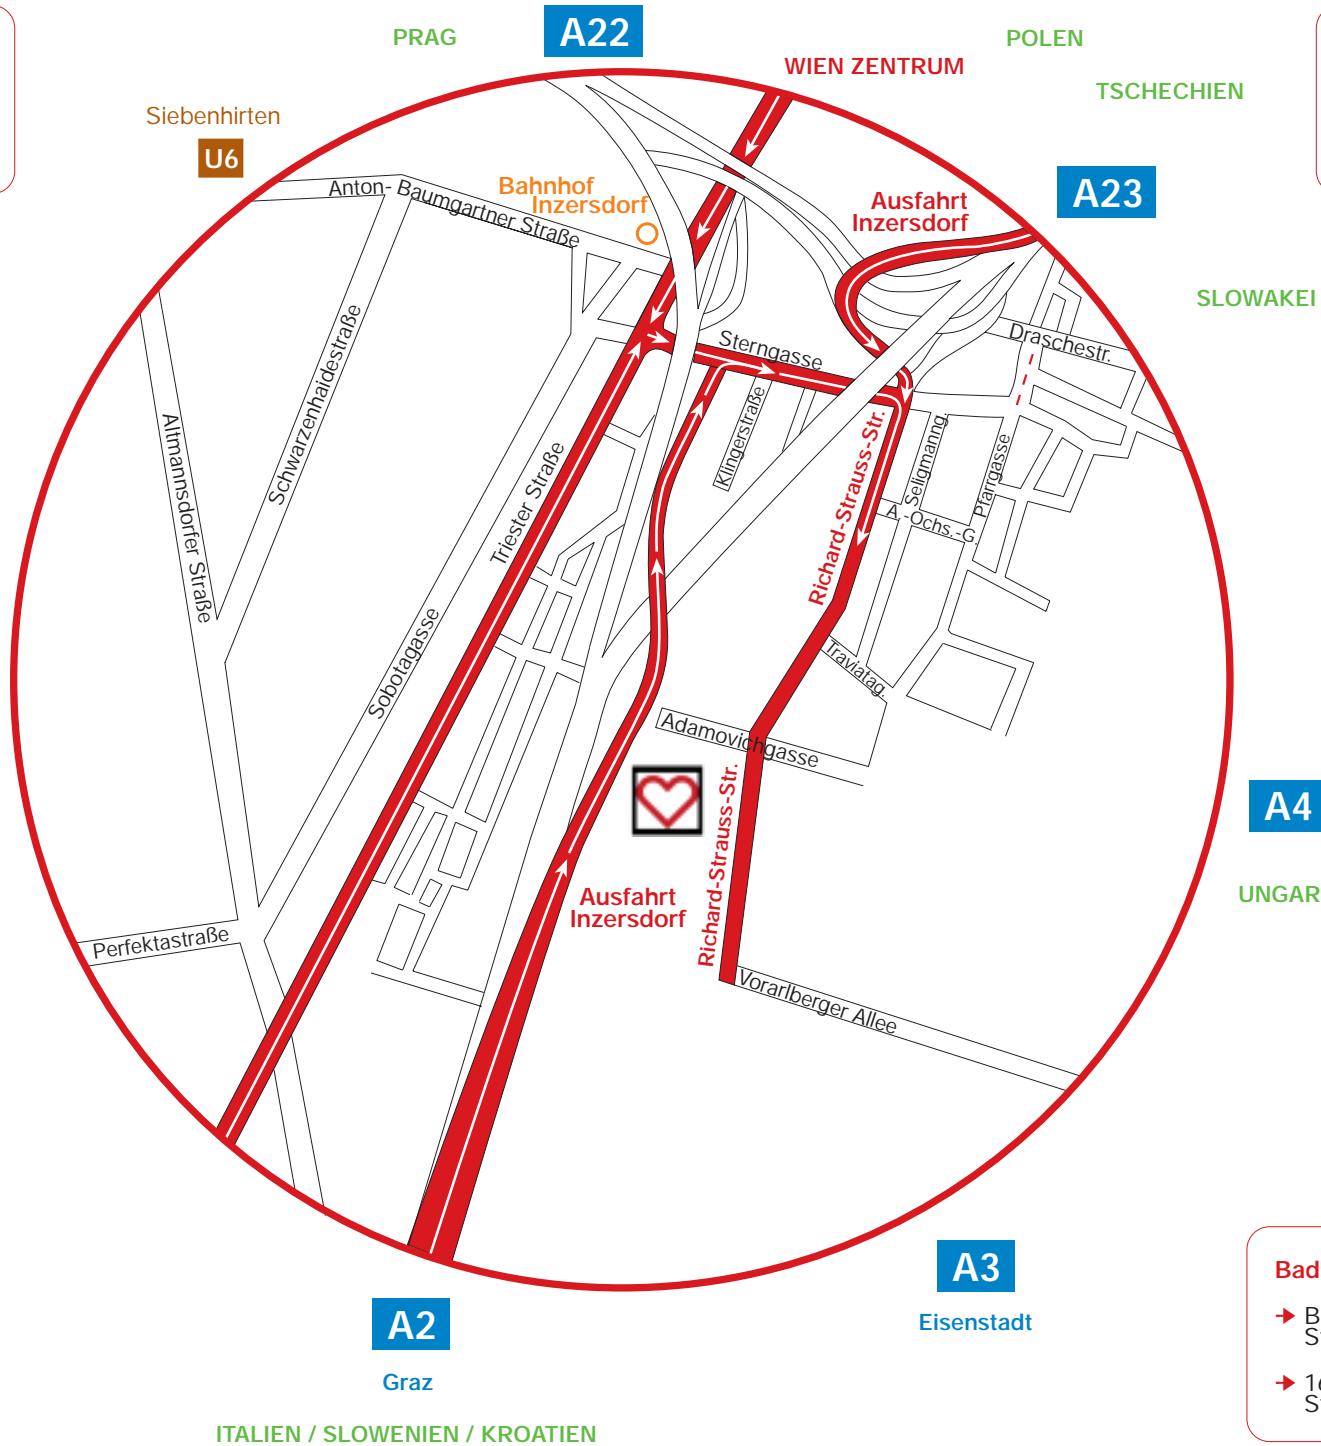 PRAG
A22
POLEN
WIEN ZENTRUM
TSCHECHIEN
Siebenhirten
U6
Anton- Baumgartner Straße
Bahnhof
Inzersdorf
Ausfahrt
Inzersdorf
A23
SLOWAKEI
Schwarzenhaidestraße
Sterngasse
Draschestr.
Altmannsdorfer Straße
Triester Straße
Klingerstraße
Richard-Strauss-Str.
Seligmanng.
Pfarrgasse
A.-Ochs.-G.
Sobotagasse
Traviatag.
Adamovichgasse
Richard-Strauss-Str.
A4
UNGAR
Ausfahrt
Inzersdorf
Perfektastraße
Vorarlberger Allee
A3
Eisenstadt
A2
Graz
ITALIEN / SLOWENIEN / KROATIEN
Bad
B
S
16
S